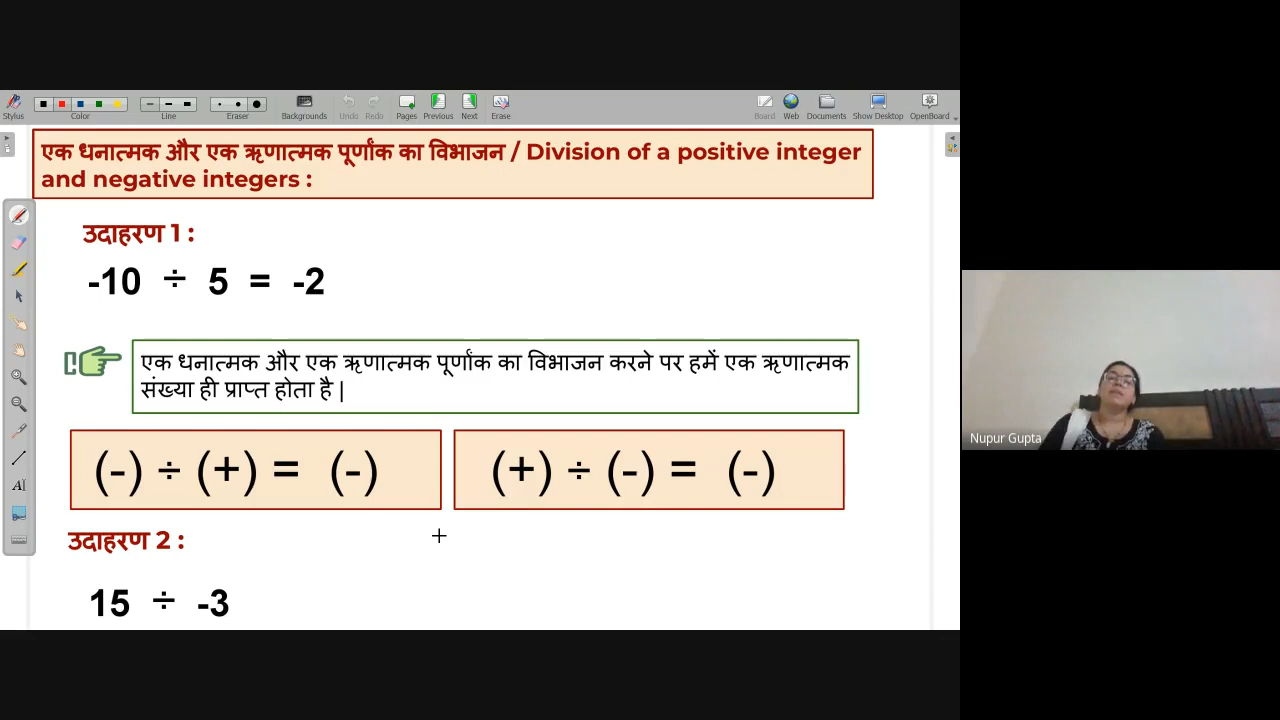 Stylus Color Line Eraser Backgrounds Undo Redo Pages Previous Next Erase Board Web Documents Show Desktop OpenBoard
एक धनात्मक और एक ऋणात्मक पूर्णांक का विभाजन / Division of a positive integer
and negative integers :
उदाहरण 1 :
-10 ÷ 5 = -2
एक धनात्मक और एक ऋणात्मक पूर्णांक का विभाजन करने पर हमें एक ऋणात्मक
संख्या ही प्राप्त होता है |
(-) ÷ (+) = (-)
(+) ÷ (-) = (-)
उदाहरण 2 :
15 ÷ -3
Nupur Gupta